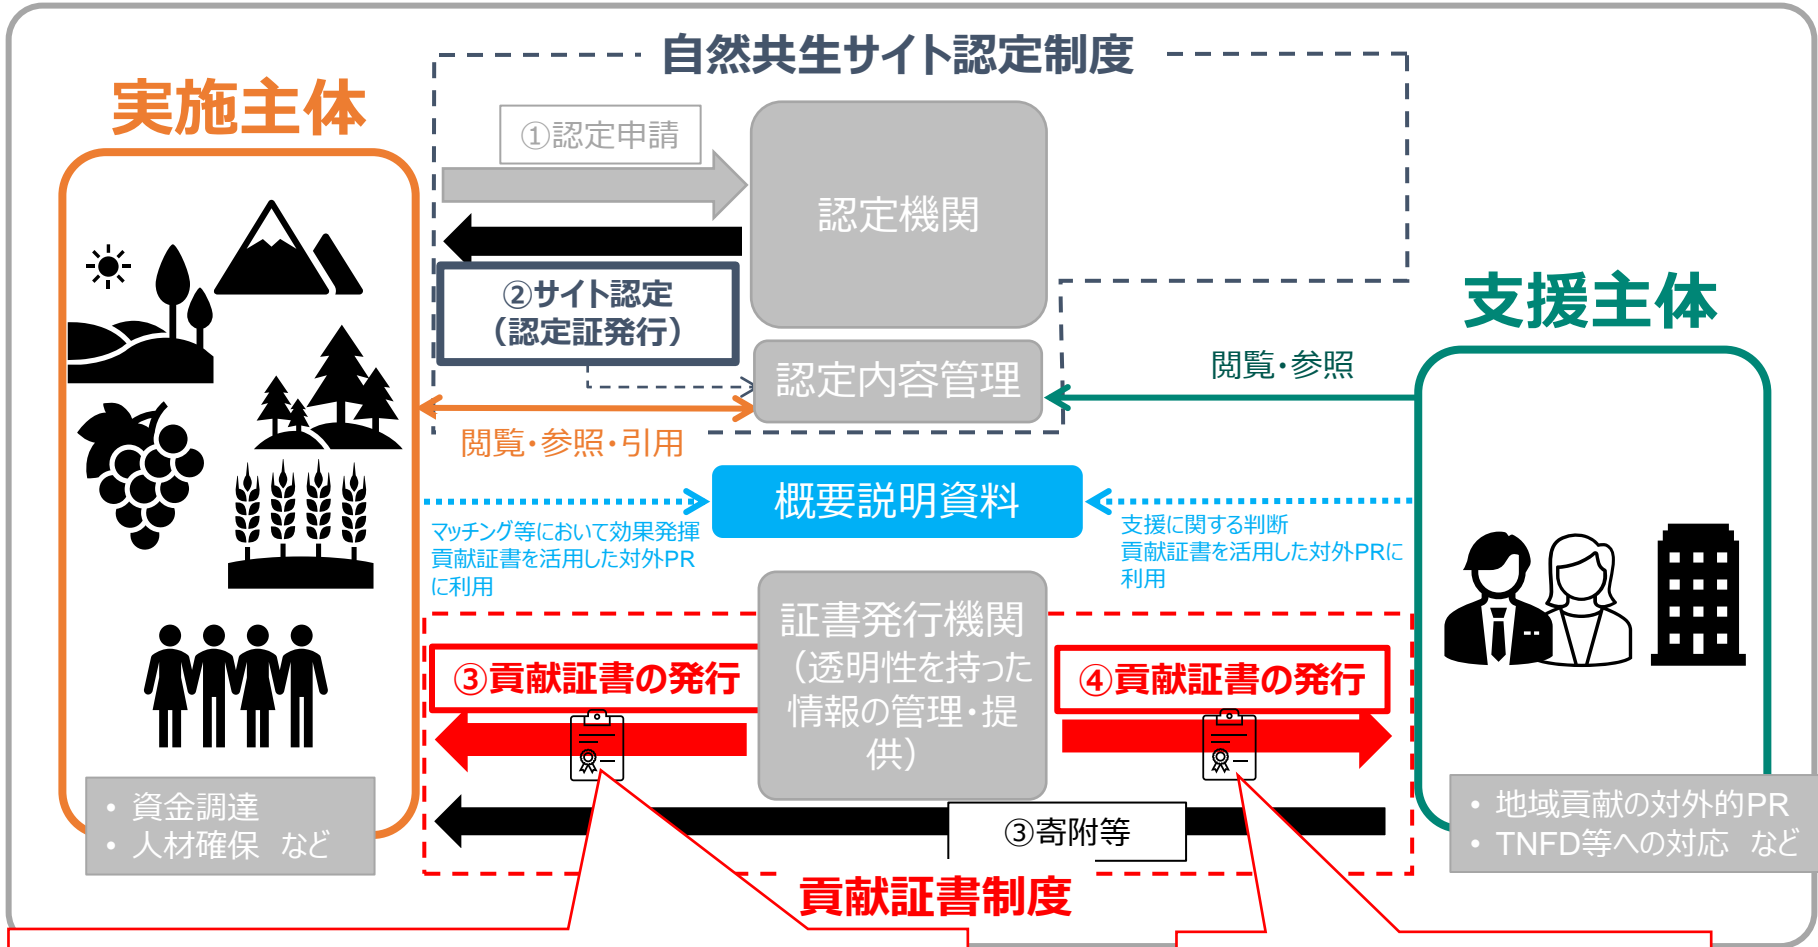 自然共生サイト認定制度
実施主体
①認定申請
認定機関
②サイト認定
（認定証発行）
支援主体
認定内容管理
閲覧・参照
閲覧・参照・引用
概要説明資料
マッチング等において効果発揮
貢献証書を活用した対外PR
に利用
支援に関する判断
貢献証書を活用した対外PRに
利用
証書発行機関
（透明性を持った
情報の管理・提
供）
③貢献証書の発行
④貢献証書の発行
• 資金調達
• 人材確保　など
③寄附等
• 地域貢献の対外的PR
• TNFD等への対応　など
貢献証書制度